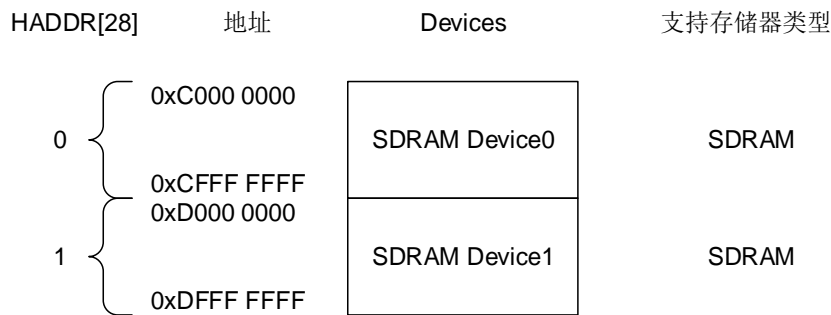 HADDR[28] 地址 Devices 支持存储器类型
0xC000 0000
0 SDRAM Device0 SDRAM
0xCFFF FFFF
0xD000 0000
1 SDRAM Device1 SDRAM
0xDFFF FFFF